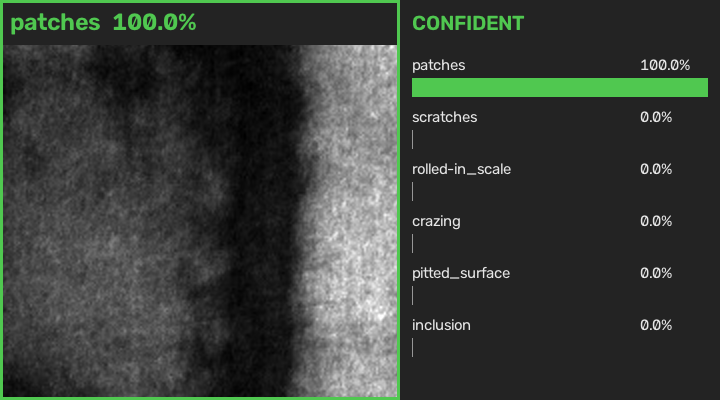 patches 100.0%
CONFIDENT
patches 100.0%
scratches 0.0%
rolled-in_scale 0.0%
crazing 0.0%
pitted_surface 0.0%
inclusion 0.0%